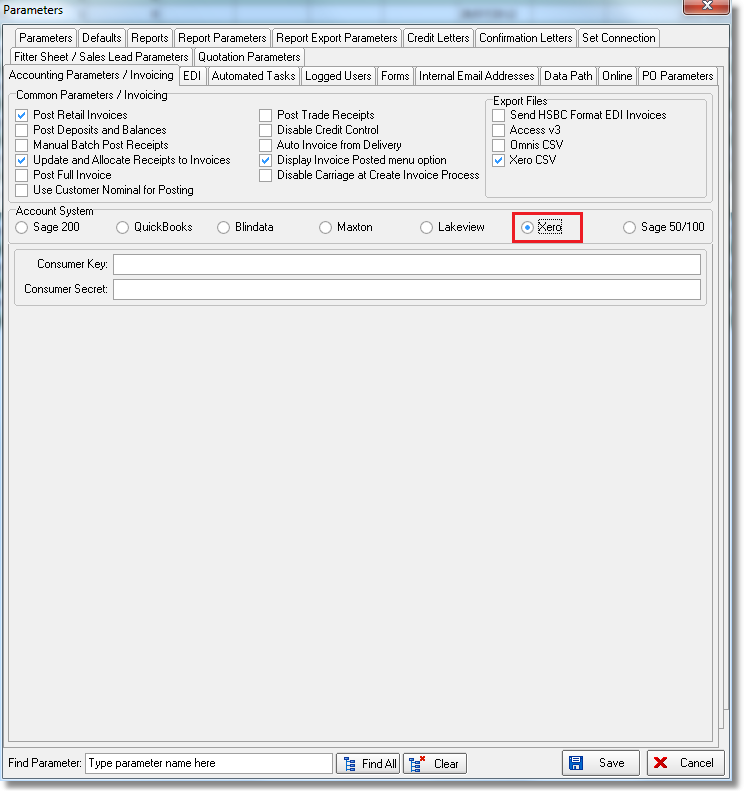 Parameters
Parameters Defaults Reports Report Parameters Report Export Parameters Credit Letters Confirmation Letters Set Connection
Fitter Sheet / Sales Lead Parameters Quotation Parameters
Accounting Parameters / Invoicing EDI Automated Tasks Logged Users Forms Internal Email Addresses Data Path Online PO Parameters
Common Parameters / Invoicing
Post Retail Invoices
Post Deposits and Balances
Manual Batch Post Receipts
Update and Allocate Receipts to Invoices
Post Full Invoice
Use Customer Nominal for Posting
Post Trade Receipts
Disable Credit Control
Auto Invoice from Delivery
Display Invoice Posted menu option
Disable Carriage at Create Invoice Process
Export Files
Send HSBC Format EDI Invoices
Access v3
Omnis CSV
Xero CSV
Account System
Sage 200 QuickBooks Blindata Maxton Lakeview Xero Sage 50/100
Consumer Key:
Consumer Secret:
Find Parameter: Type parameter name here Find All Clear Save Cancel